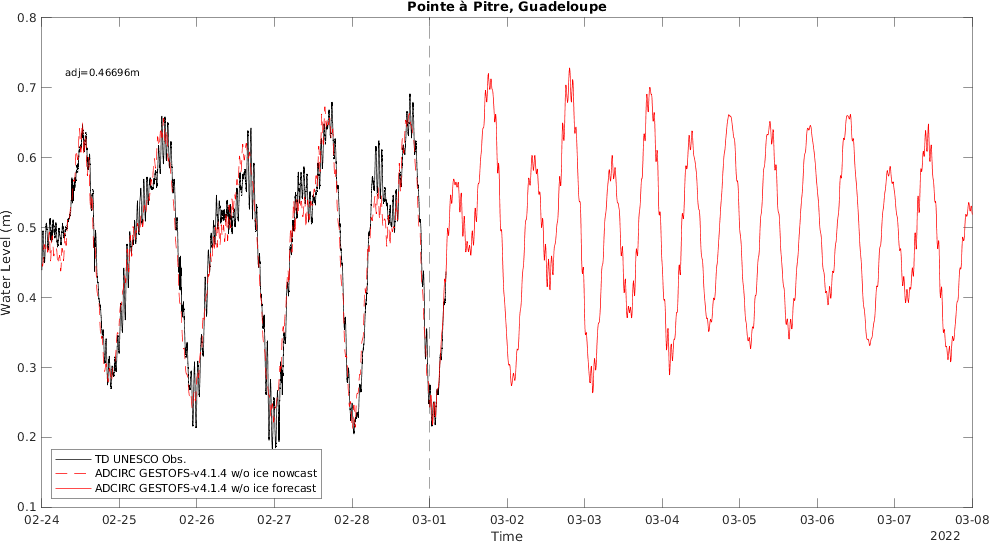 Pointe à Pitre, Guadeloupe
adj=0.46696m
0.8
0.7
0.6
0.5
0.4
0.3
0.2
0.1
Water Level (m)
TD UNESCO Obs.
ADCIRC GESTOFS-v4.1.4 w/o ice nowcast
ADCIRC GESTOFS-v4.1.4 w/o ice forecast
02-24 02-25 02-26 02-27 02-28 03-01 03-02 03-03 03-04 03-05 03-06 03-07 03-08
Time
2022